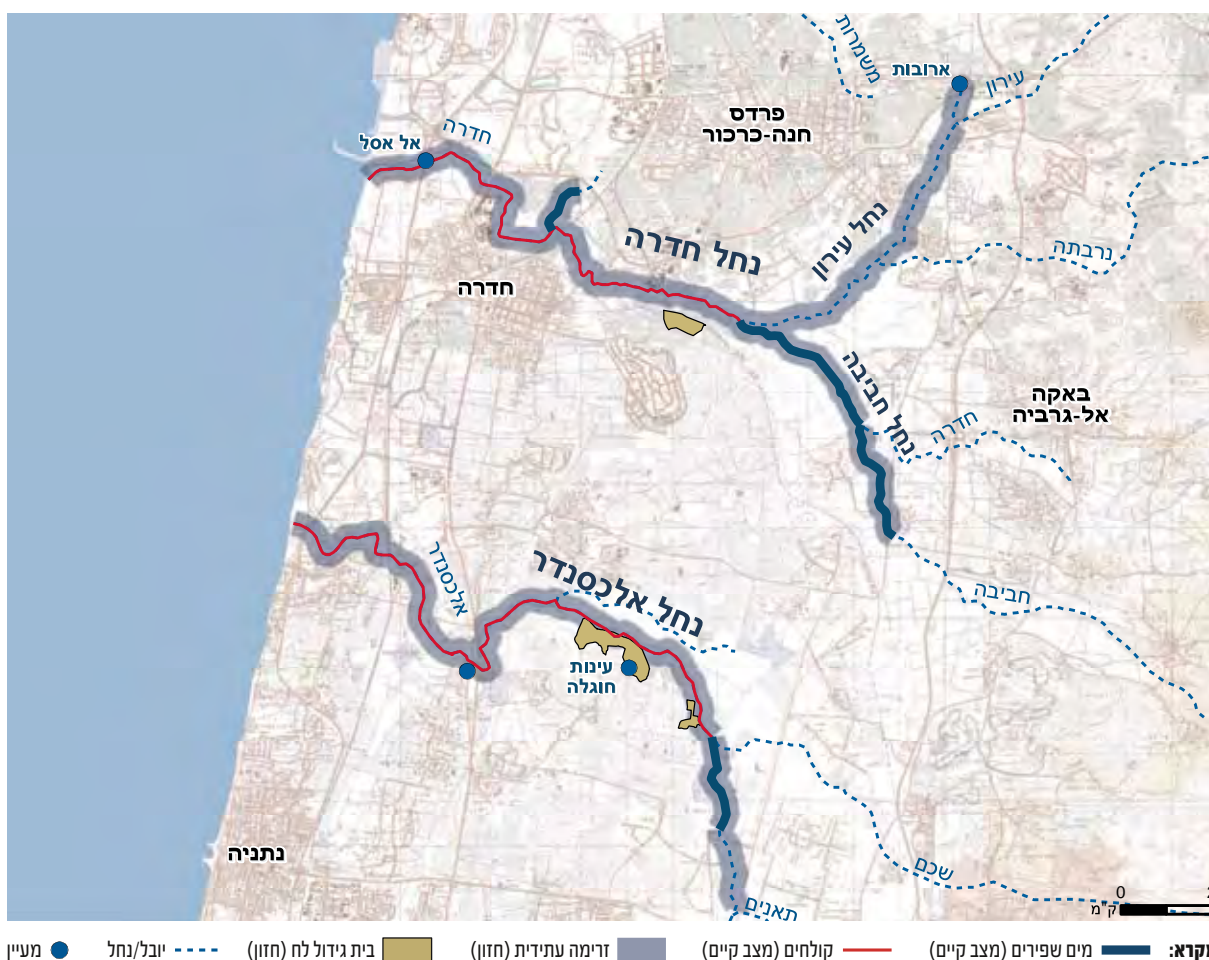 משמרות
ארובות
עירון
פרדס
חנה-כרכור
חדרה
אל אסל
נחל עירון
נרבתה
נחל חדרה
חדרה
נחל חביבה
באקה
אל-גרביה
חדרה
חביבה
אלכסנדר
נחל אלכסנדר
עינות
חוגלה
נתניה
שכם
תאנים
0 2
ק"מ
מקרא: מים שפירים (מצב קיים) קולחים (מצב קיים) זרימה עתידית (חזון) בית גידול לח (חזון) יובל/נחל מעיין